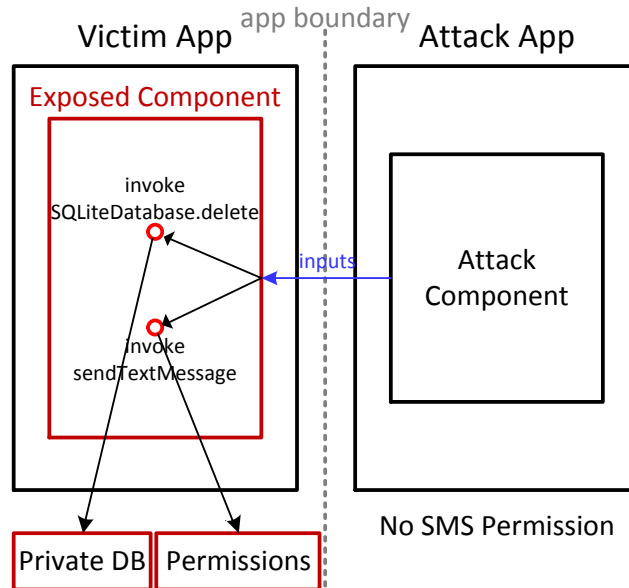 app boundary
Victim App
Attack App
Exposed Component
invoke
SQLiteDatabase.delete
inputs
Attack
Component
invoke
sendTextMessage
No SMS Permission
Private DB
Permissions